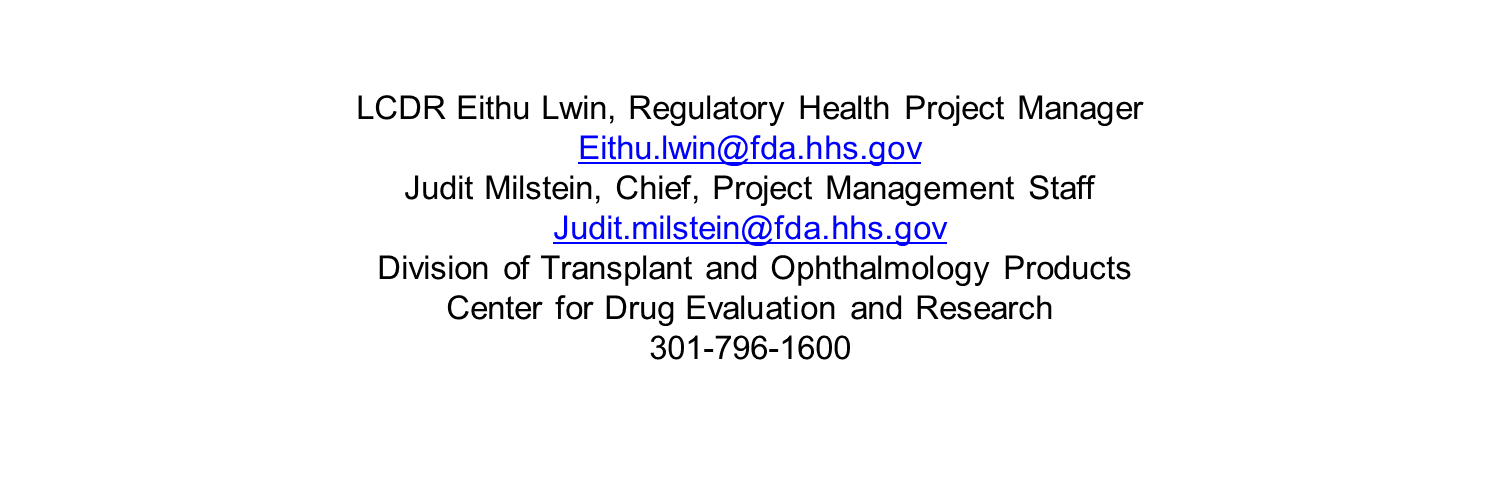 LCDR Eithu Lwin, Regulatory Health Project Manager
Eithu.lwin@fda.hhs.gov
Judit Milstein, Chief, Project Management Staff
Judit.milstein@fda.hhs.gov
Division of Transplant and Ophthalmology Products
Center for Drug Evaluation and Research
301-796-1600